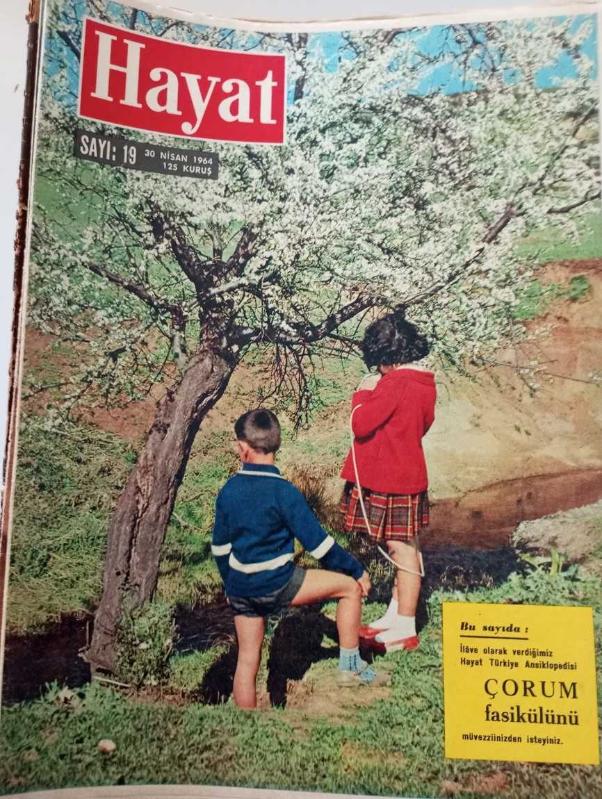 Hayat
SAYI: 19
30 NİSAN 1964
125 KURUŞ
Bu sayıda :
İlâve olarak verdiğimiz
Hayat Türkiye Ansiklopedisi
ÇORUM
fasikülünü
müvezziinizden isteyiniz.